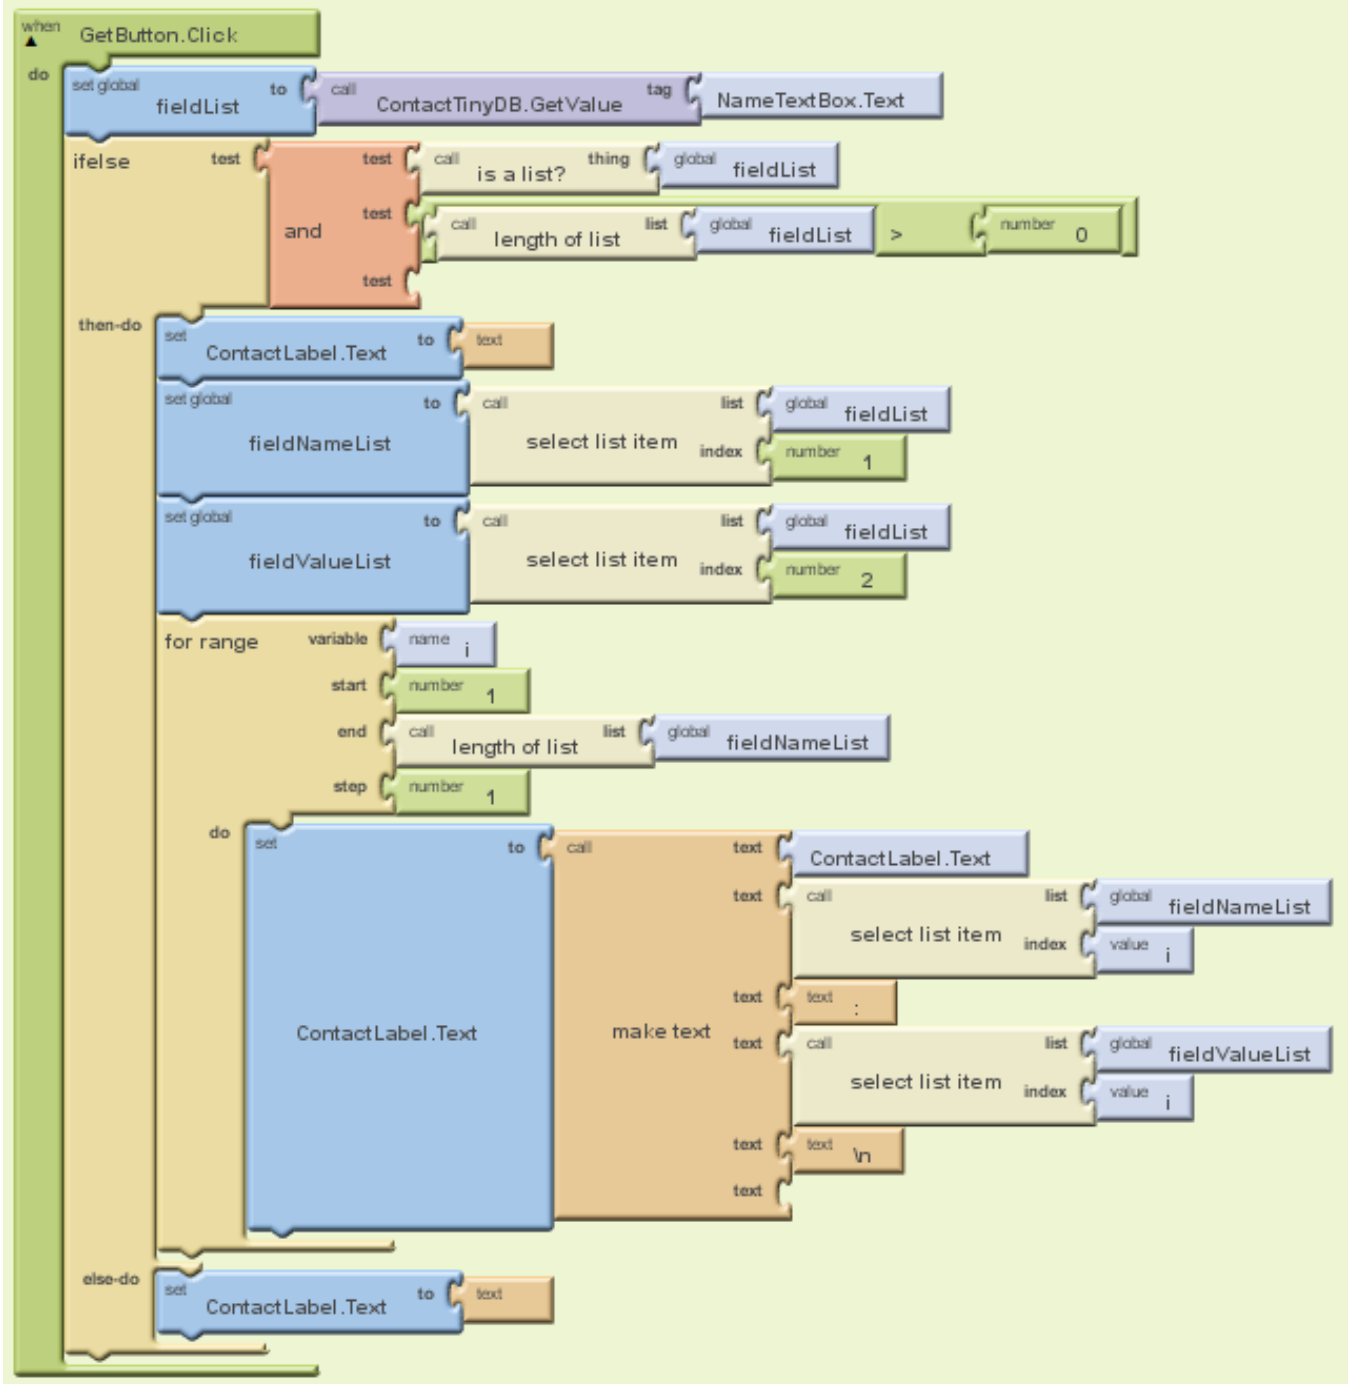 when GetButton.Click
do set global fieldList to call ContactTinyDB.GetValue tag NameTextBox.Text
ifelse test and test call is a list? thing global fieldList
test call length of list list global fieldList > number 0
test
then-do set ContactLabel.Text to text
set global fieldNameList to call select list item list global fieldList
index number 1
set global fieldValueList to call select list item list global fieldList
index number 2
for range variable name i
start number 1
end call length of list list global fieldNameList
step number 1
do set ContactLabel.Text to call make text text ContactLabel.Text
text call select list item list global fieldNameList
index value i
text text :
text call select list item list global fieldValueList
index value i
text text \n
text
else-do set ContactLabel.Text to text